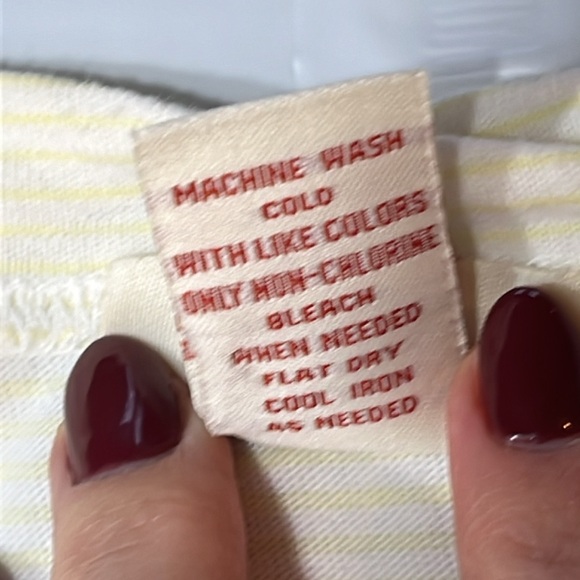 MACHINE WASH
COLD
WITH LIKE COLORS
ONLY NON-CHLORINE
BLEACH
WHEN NEEDED
FLAT DRY
COOL IRON
AS NEEDED